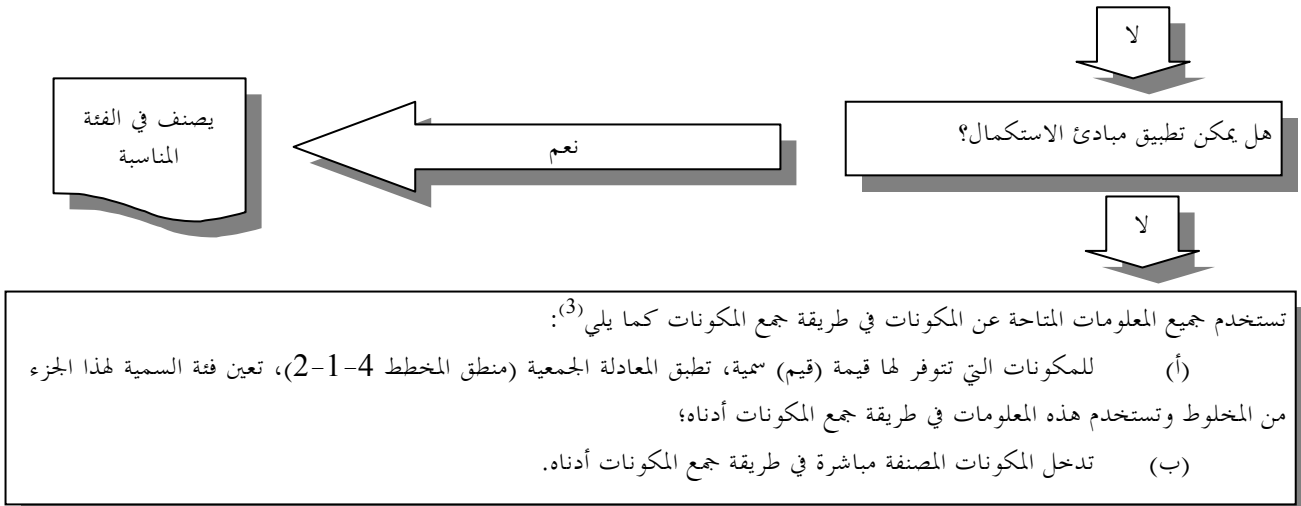 لا
هل يمكن تطبيق مبادئ الاستكمال؟
نعم
يصنف في الفئة
المناسبة
لا
تستخدم جميع المعلومات المتاحة عن المكونات في طريقة جمع المكونات كما يلي(3):
(أ) للمكونات التي تتوفر لها قيمة (قيم) سمية، تطبق المعادلة الجمعية (منطق المخطط 4-1-2)، تعين فئة السمية لهذا الجزء
من المخلوط وتستخدم هذه المعلومات في طريقة جمع المكونات أدناه؛
(ب) تدخل المكونات المصنفة مباشرة في طريقة جمع المكونات أدناه.